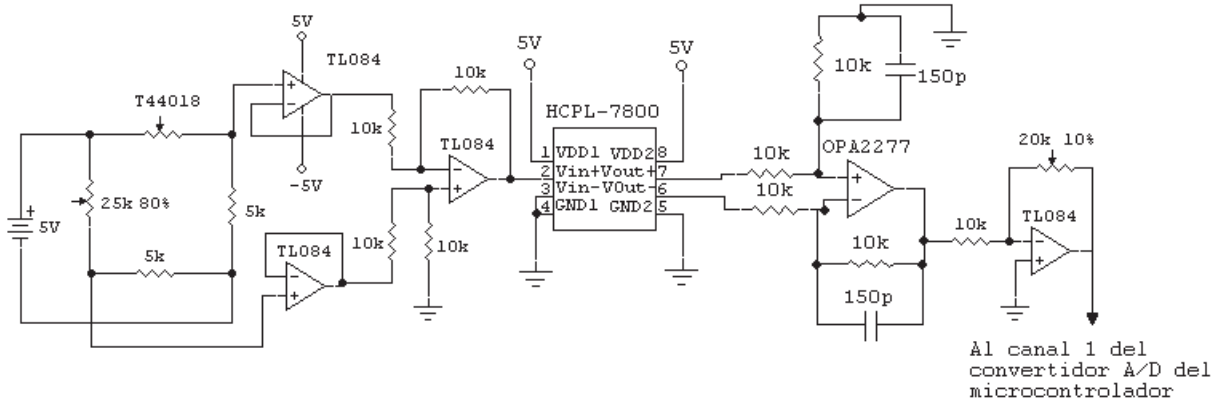 5V
TL084
T44018
10k
10k
+
-
-5V
25k 80%
5k
+
5V
5k
TL084
-
+
10k
10k
TL084
-
+
5V
HCPL-7800
5V
1 VDD1 VDD2 8
2 Vin+ Vout+ 7
3 Vin- VOut- 6
4 GND1 GND2 5
10k
150p
10k
10k
OPA2277
+
-
10k
150p
20k 10%
10k
TL084
-
+
Al canal 1 del
convertidor A/D del
microcontrolador